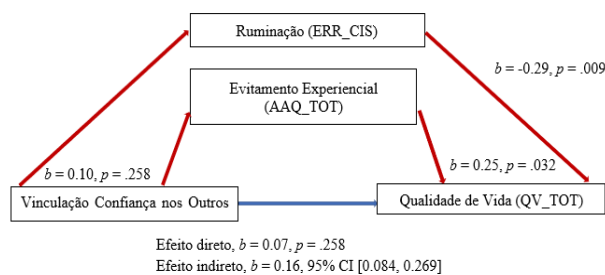 Ruminação (ERR_CIS)
b = -0.29, p = .009
Evitamento Experiencial
(AAQ_TOT)
b = 0.10, p = .258
b = 0.25, p = .032
Vinculação Confiança nos Outros
Qualidade de Vida (QV_TOT)
Efeito direto, b = 0.07, p = .258
Efeito indireto, b = 0.16, 95% CI [0.084, 0.269]